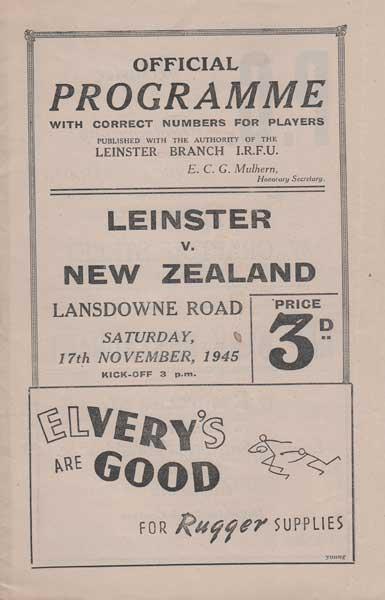 OFFICIAL
PROGRAMME
WITH CORRECT NUMBERS FOR PLAYERS
PUBLISHED WITH THE AUTHORITY OF THE
LEINSTER BRANCH I.R.F.U.
E. C. G. Mulhern,
Honorary Secretary.
LEINSTER
v.
NEW ZEALAND
LANSDOWNE ROAD
SATURDAY,
17th NOVEMBER, 1945
KICK-OFF 3 p.m.
PRICE
3D
ELVERY'S
ARE GOOD
FOR Rugger SUPPLIES
young